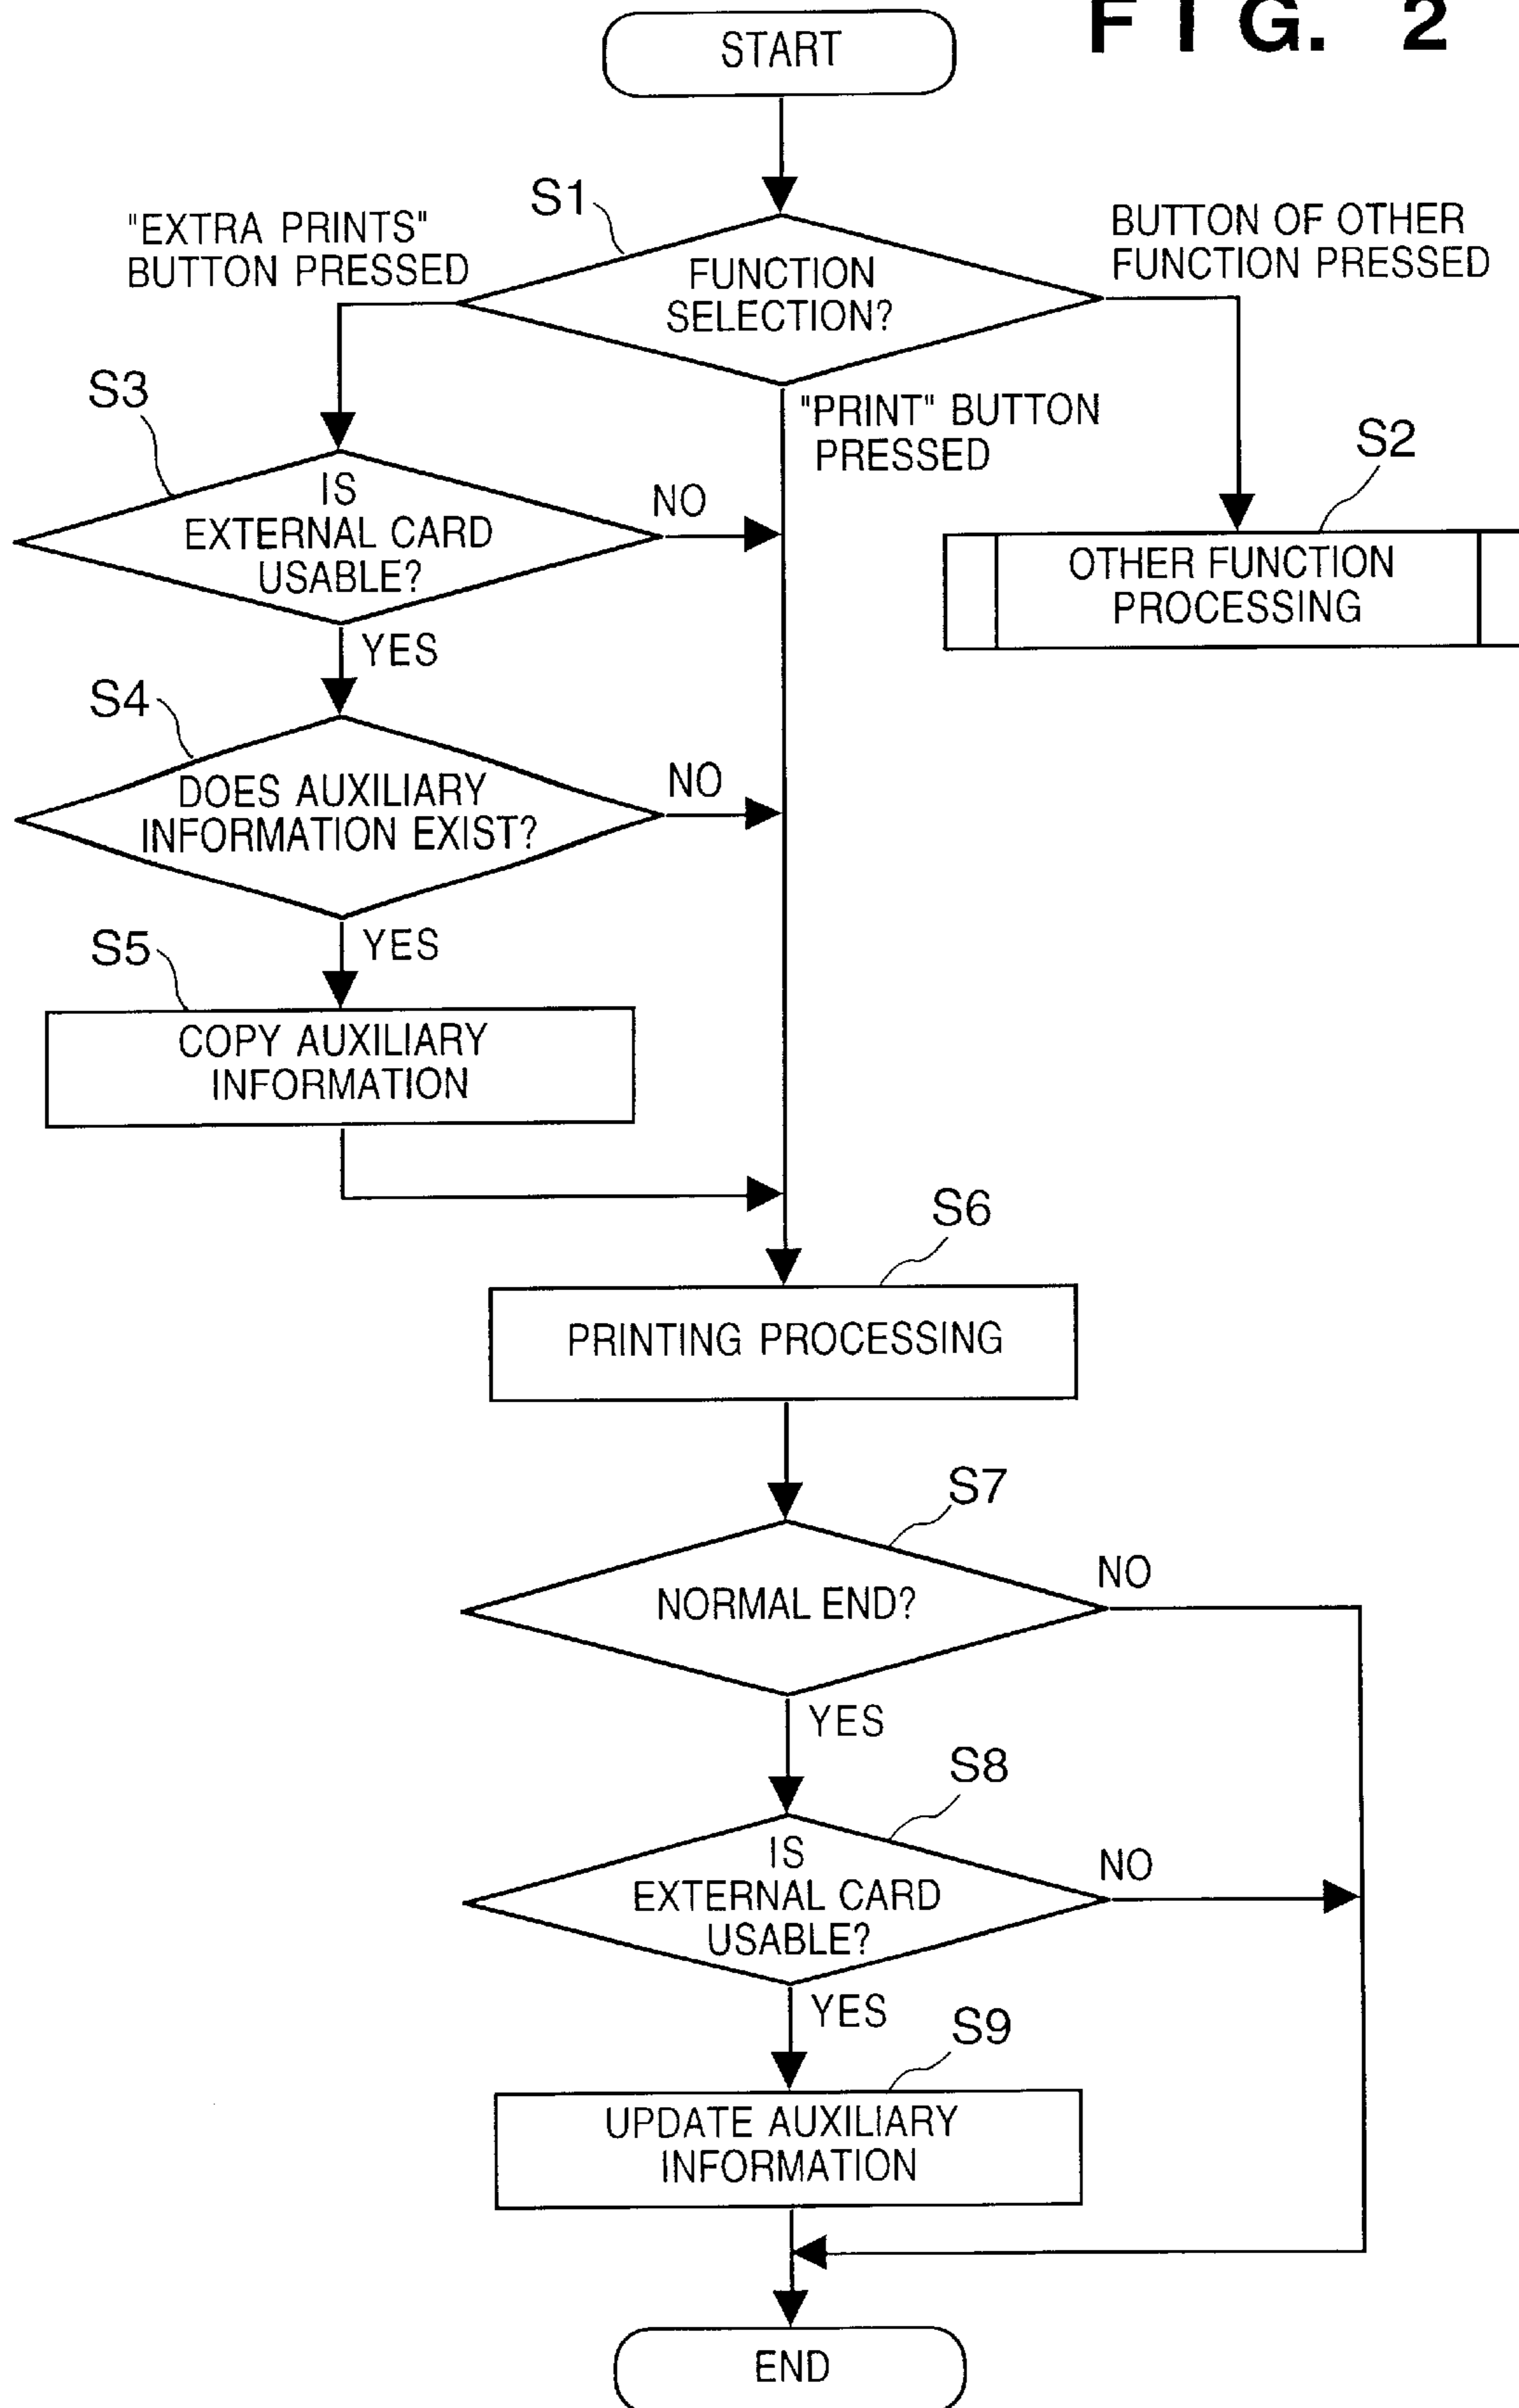 FIG. 2
START
S1
"EXTRA PRINTS"
BUTTON PRESSED
BUTTON OF OTHER
FUNCTION PRESSED
FUNCTION
SELECTION?
S3
"PRINT" BUTTON
PRESSED
S2
IS
EXTERNAL CARD
USABLE?
NO
OTHER FUNCTION
PROCESSING
YES
S4
DOES AUXILIARY
INFORMATION EXIST?
NO
YES
S5
COPY AUXILIARY
INFORMATION
S6
PRINTING PROCESSING
S7
NORMAL END?
NO
YES
S8
IS
EXTERNAL CARD
USABLE?
NO
YES
S9
UPDATE AUXILIARY
INFORMATION
END